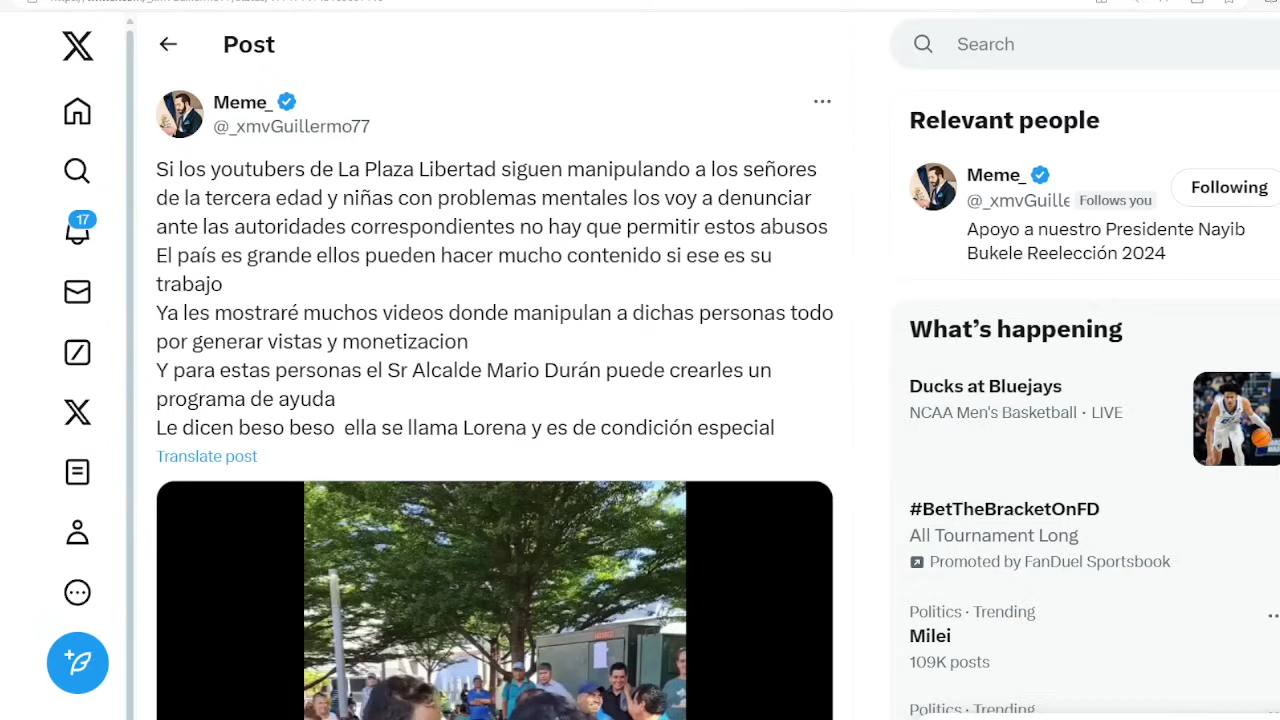 Post
Search
Meme_
@_xmvGuillermo77
Si los youtubers de La Plaza Libertad siguen manipulando a los señores
de la tercera edad y niñas con problemas mentales los voy a denunciar
ante las autoridades correspondientes no hay que permitir estos abusos
El país es grande ellos pueden hacer mucho contenido si ese es su
trabajo
Ya les mostraré muchos videos donde manipulan a dichas personas todo
por generar vistas y monetizacion
Y para estas personas el Sr Alcalde Mario Durán puede crearles un
programa de ayuda
Le dicen beso beso  ella se llama Lorena y es de condición especial
Translate post
17
Relevant people
Meme_
@_xmvGuille Follows you
Following
Apoyo a nuestro Presidente Nayib
Bukele Reelección 2024
What's happening
Ducks at Bluejays
NCAA Men's Basketball · LIVE
#BetTheBracketOnFD
All Tournament Long
Promoted by FanDuel Sportsbook
Politics · Trending
Milei
109K posts
Politics · Trending